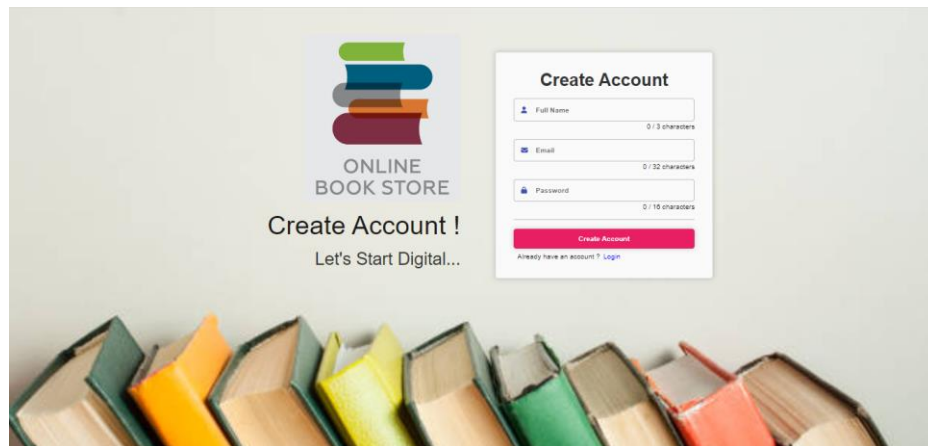 ONLINE
BOOK STORE
Create Account !
Let's Start Digital...
Create Account
Full Name
0 / 3 characters
Email
0 / 32 characters
Password
0 / 16 characters
Create Account
Already have an account ? Login